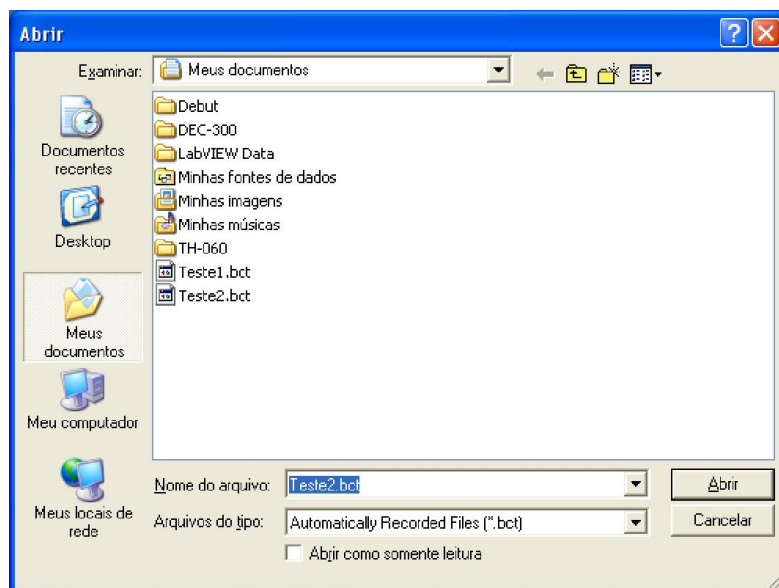 Abrir
Examinar: Meus documentos
Documentos
recentes
Desktop
Meus
documentos
Meu computador
Meus locais de
rede
Debut
DEC-300
LabVIEW Data
Minhas fontes de dados
Minhas imagens
Minhas músicas
TH-060
Teste1.bct
Teste2.bct
Nome do arquivo: Teste2.bct Abrir
Arquivos do tipo: Automatically Recorded Files (*.bct) Cancelar
Abrir como somente leitura